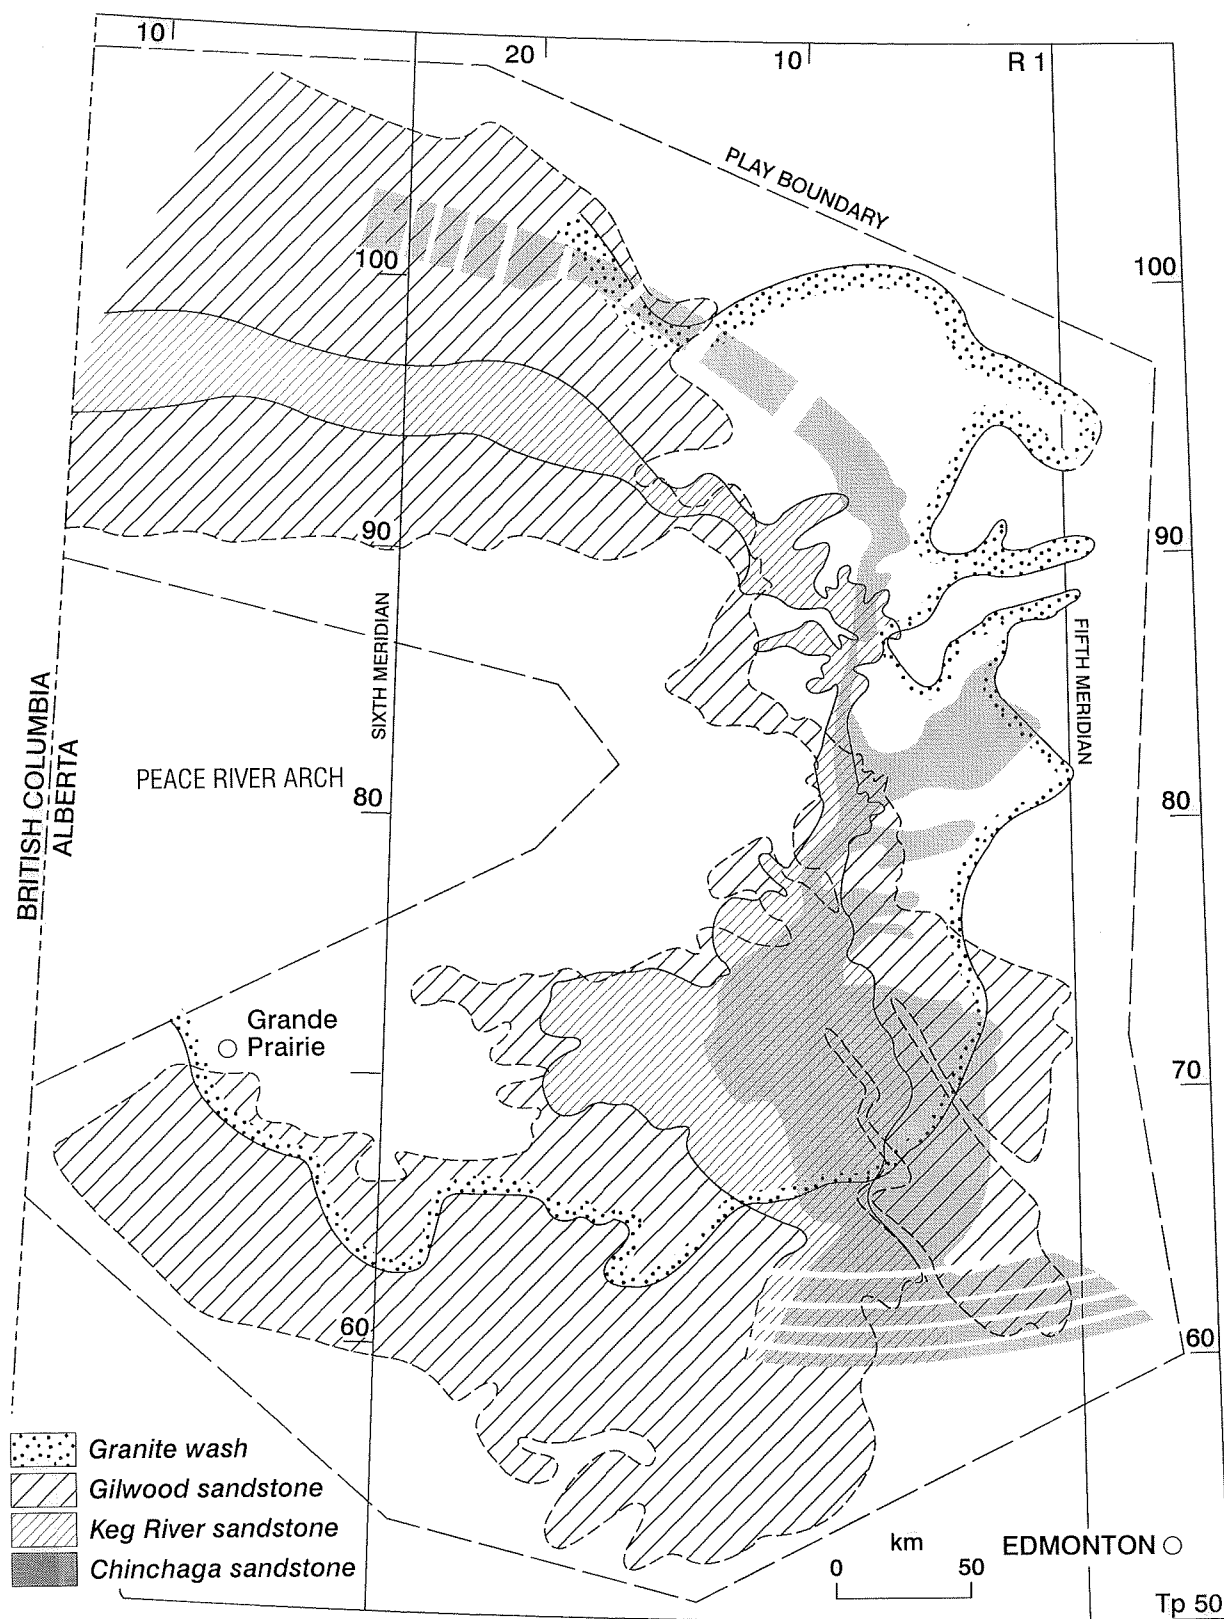 10
20
10
R 1
PLAY BOUNDARY
100
100
90
90
SIXTH MERIDIAN
FIFTH MERIDIAN
BRITISH COLUMBIA
ALBERTA
PEACE RIVER ARCH
80
80
Grande
Prairie
70
60
60
Granite wash
Gilwood sandstone
Keg River sandstone
Chinchaga sandstone
km
0 50
EDMONTON
Tp 50